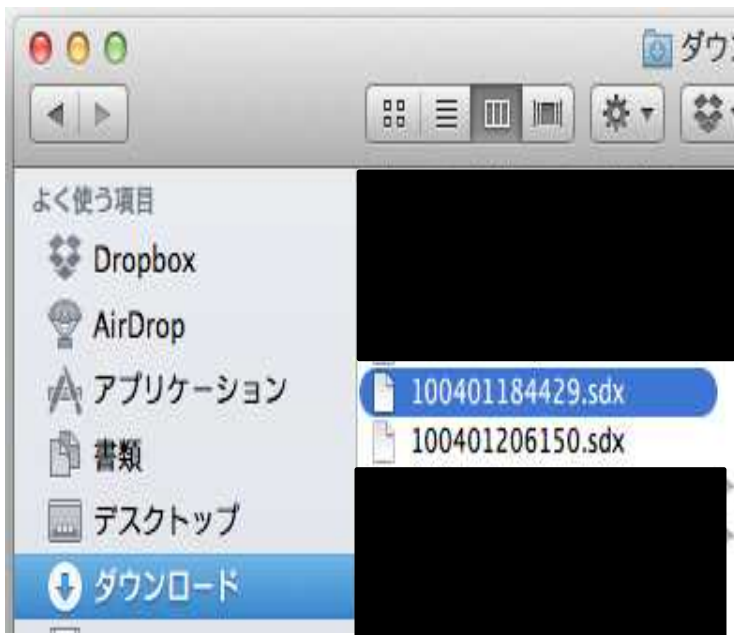 ダウン
よく使う項目
Dropbox
AirDrop
アプリケーション
書類
デスクトップ
ダウンロード
100401184429.sdx
100401206150.sdx